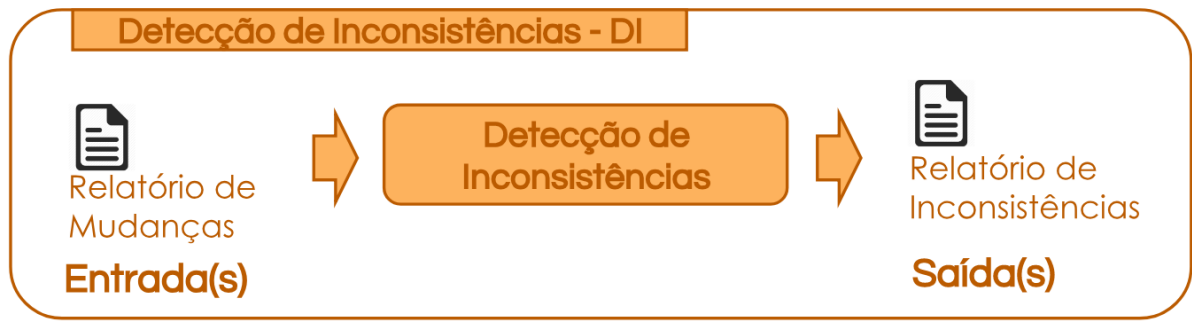 Detecção de Inconsistências - DI
Relatório de
Mudanças
Entrada(s)
Detecção de
Inconsistências
Relatório de
Inconsistências
Saída(s)